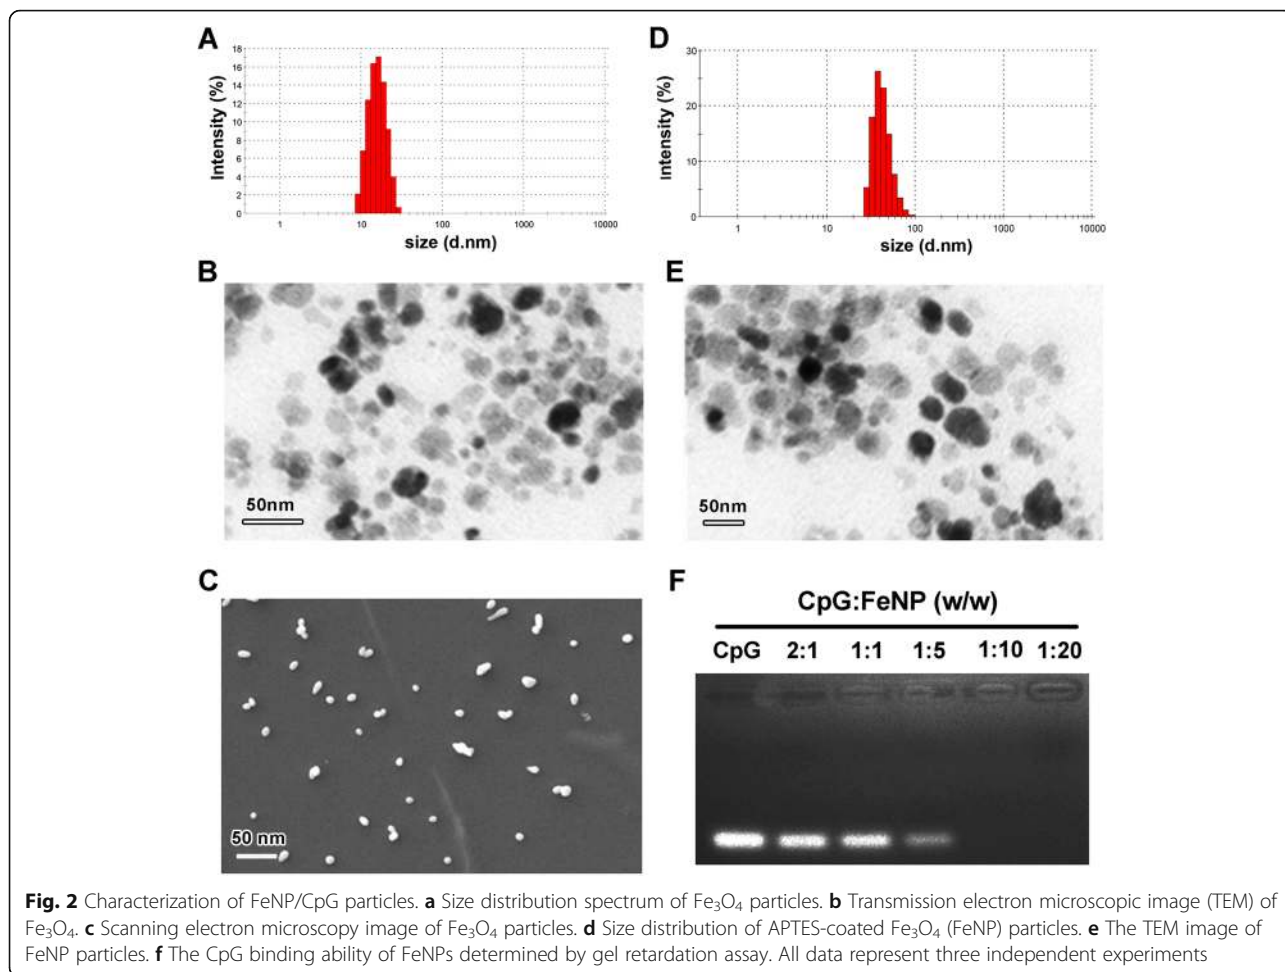 A
18
16
14
12
10
8
6
4
2
0
Intensity (%)
1 10 100 1000 10000
size (d.nm)
D
30
20
10
0
Intensity (%)
1 10 100 1000 10000
size (d.nm)
B
50nm
E
50nm
C
50 nm
F
CpG:FeNP (w/w)
CpG 2:1 1:1 1:5 1:10 1:20
Fig. 2 Characterization of FeNP/CpG particles. a Size distribution spectrum of Fe₃O₄ particles. b Transmission electron microscopic image (TEM) of
Fe₃O₄. c Scanning electron microscopy image of Fe₃O₄ particles. d Size distribution of APTES-coated Fe₃O₄ (FeNP) particles. e The TEM image of
FeNP particles. f The CpG binding ability of FeNPs determined by gel retardation assay. All data represent three independent experiments